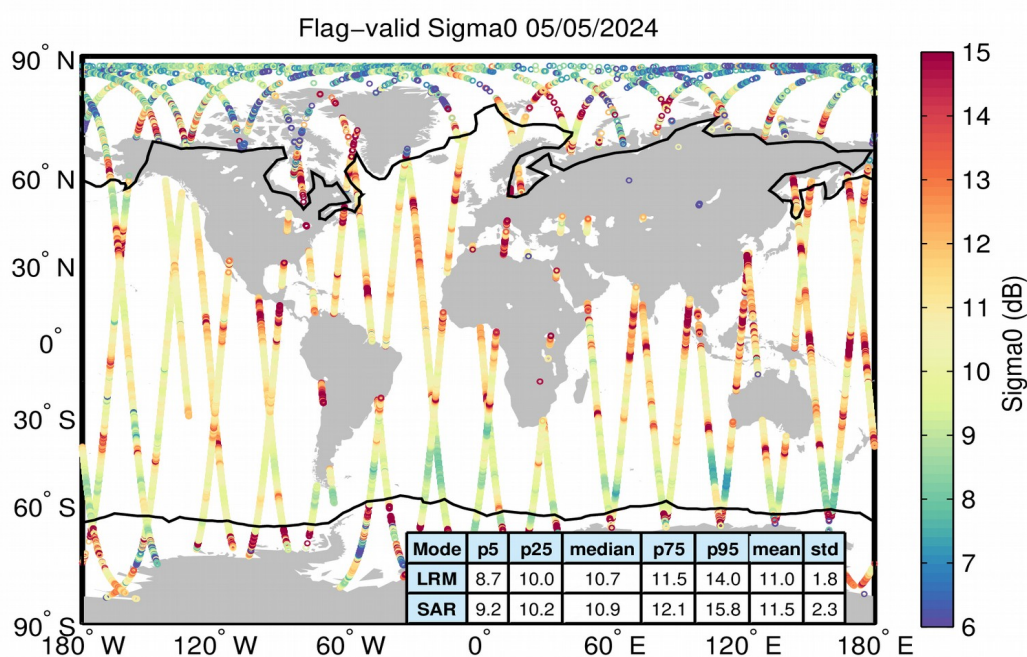 Flag−valid Sigma0 05/05/2024
90° N
60° N
30° N
0°
30° S
60° S
90° S
180° W
120° W
60° W
0°
60° E
120° E
180° E
Mode p5 p25 median p75 p95 mean std
LRM 8.7 10.0 10.7 11.5 14.0 11.0 1.8
SAR 9.2 10.2 10.9 12.1 15.8 11.5 2.3
15
14
13
12
11
10
9
8
7
6
Sigma0 (dB)